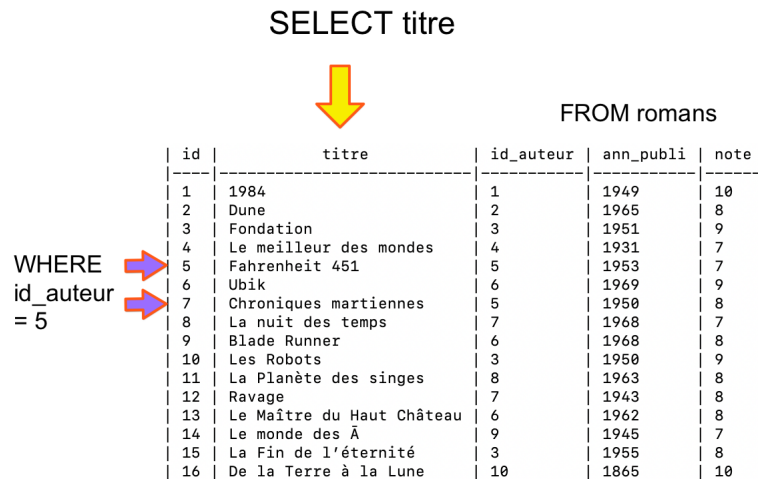 SELECT titre
FROM romans
| id | titre | id_auteur | ann_publi | note
|----|---------------------------|-----------|-----------|-----
| 1 | 1984 | 1 | 1949 | 10
| 2 | Dune | 2 | 1965 | 8
| 3 | Fondation | 3 | 1951 | 9
| 4 | Le meilleur des mondes | 4 | 1931 | 7
WHERE
| 5 | Fahrenheit 451 | 5 | 1953 | 7
id_auteur
| 6 | Ubik | 6 | 1969 | 9
= 5
| 7 | Chroniques martiennes | 5 | 1950 | 8
| 8 | La nuit des temps | 7 | 1968 | 7
| 9 | Blade Runner | 6 | 1968 | 8
| 10 | Les Robots | 3 | 1950 | 9
| 11 | La Planète des singes | 8 | 1963 | 8
| 12 | Ravage | 7 | 1943 | 8
| 13 | Le Maître du Haut Château | 6 | 1962 | 8
| 14 | Le monde des Ā | 9 | 1945 | 7
| 15 | La Fin de l’éternité | 3 | 1955 | 8
| 16 | De la Terre à la Lune | 10 | 1865 | 10